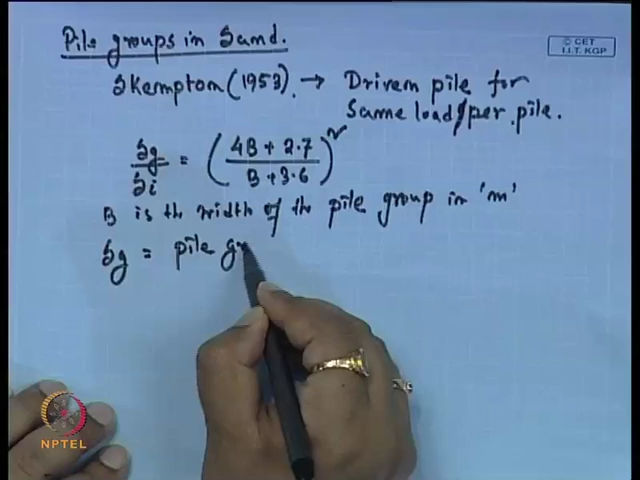 Pile groups in Sand.
© CET
I.I.T. KGP
Skempton (1953). → Driven pile for
Same load/per pile.
Sg/Si = ((4B + 2.7)/(B + 3.6))²
B is the width of the pile group in 'm'
Sg = pile gr
NPTEL